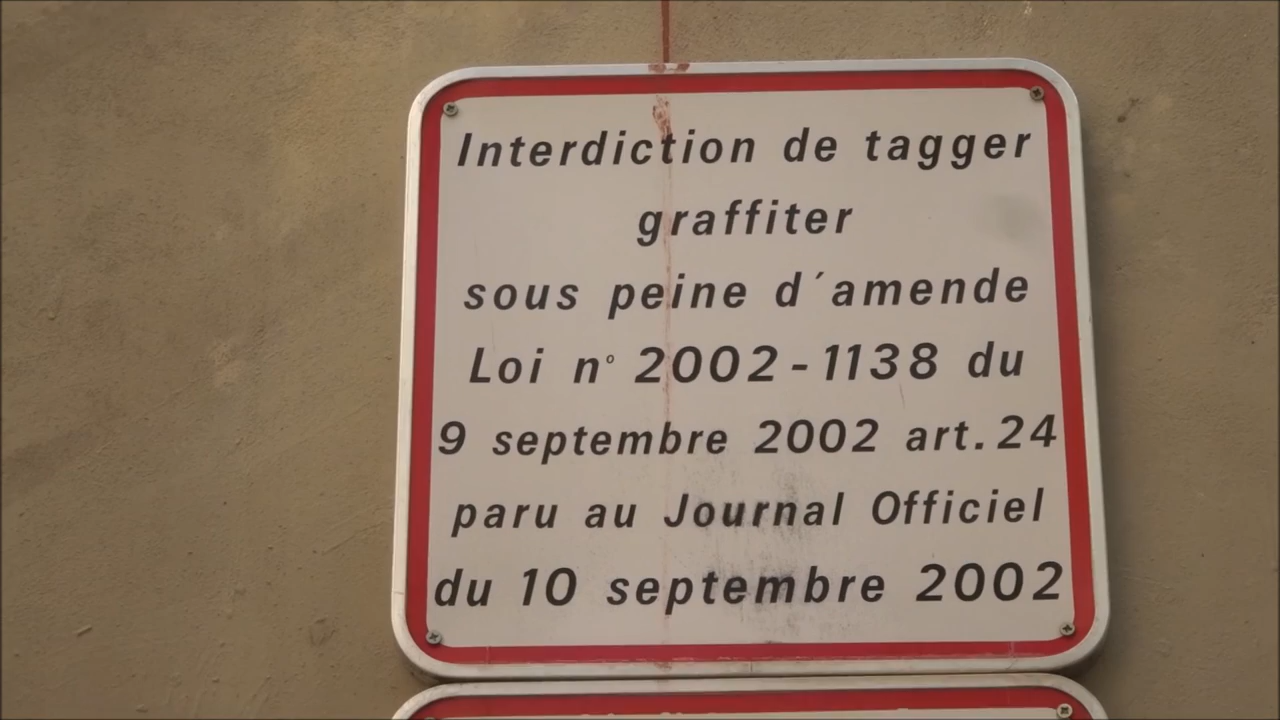 Interdiction de tagger
graffiter
sous peine d´amende
Loi nº 2002-1138 du
9 septembre 2002 art.24
paru au Journal Officiel
du 10 septembre 2002